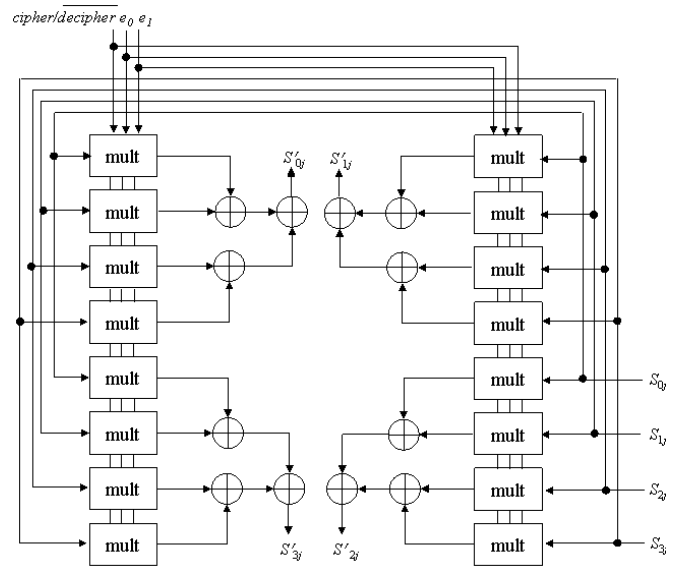 cipher/decipher e0 e1
mult S'0j S'1j mult
mult mult
mult mult
mult mult
mult mult S0j
mult mult S1j
mult mult S2j
mult S'3j S'2j mult S3j